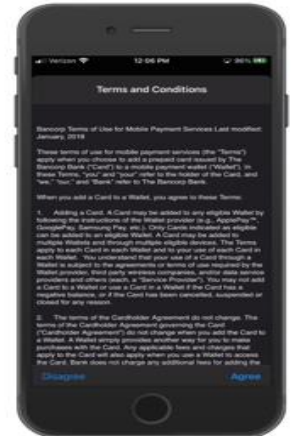 Verizon 12:06 PM 96%
Terms and Conditions
Bancorp Terms of Use for Mobile Payment Services Last modified:
January, 2018
These terms of use for mobile payment services (the "Terms")
apply when you choose to add a prepaid card issued by The
Bancorp Bank ("Card") to a mobile payment wallet ("Wallet"). In
these Terms, "you" and "your" refer to the holder of the Card, and
"we," "our," and "Bank" refer to The Bancorp Bank.
When you add a Card to a Wallet, you agree to these Terms:
1. Adding a Card. A Card may be added to any eligible Wallet by
following the instructions of the Wallet provider (e.g., ApplePay™,
GooglePay, Samsung Pay, etc.). Only Cards indicated as eligible
can be added to an eligible Wallet. A Card may be added to
multiple Wallets and through multiple eligible devices. The Terms
apply to each Card in each Wallet and to your use of each Card in
each Wallet. You understand that your use of a Card through a
Wallet is subject to the agreements or terms of use required by the
Wallet provider, third party wireless companies, and/or data service
providers and others (each, a "Service Provider"). You may not add
a Card to a Wallet or use a Card in a Wallet if the Card has a
negative balance, or if the Card has been cancelled, suspended or
closed for any reason.
2. The terms of the Cardholder Agreement do not change. The
terms of the Cardholder Agreement governing the Card
("Cardholder Agreement") do not change when you add the Card to
a Wallet. A Wallet simply provides another way for you to make
purchases with the Card. Any applicable fees and charges that
apply to the Card will also apply when you use a Wallet to access
the Card. Bank does not charge any additional fees for adding the
Disagree Agree